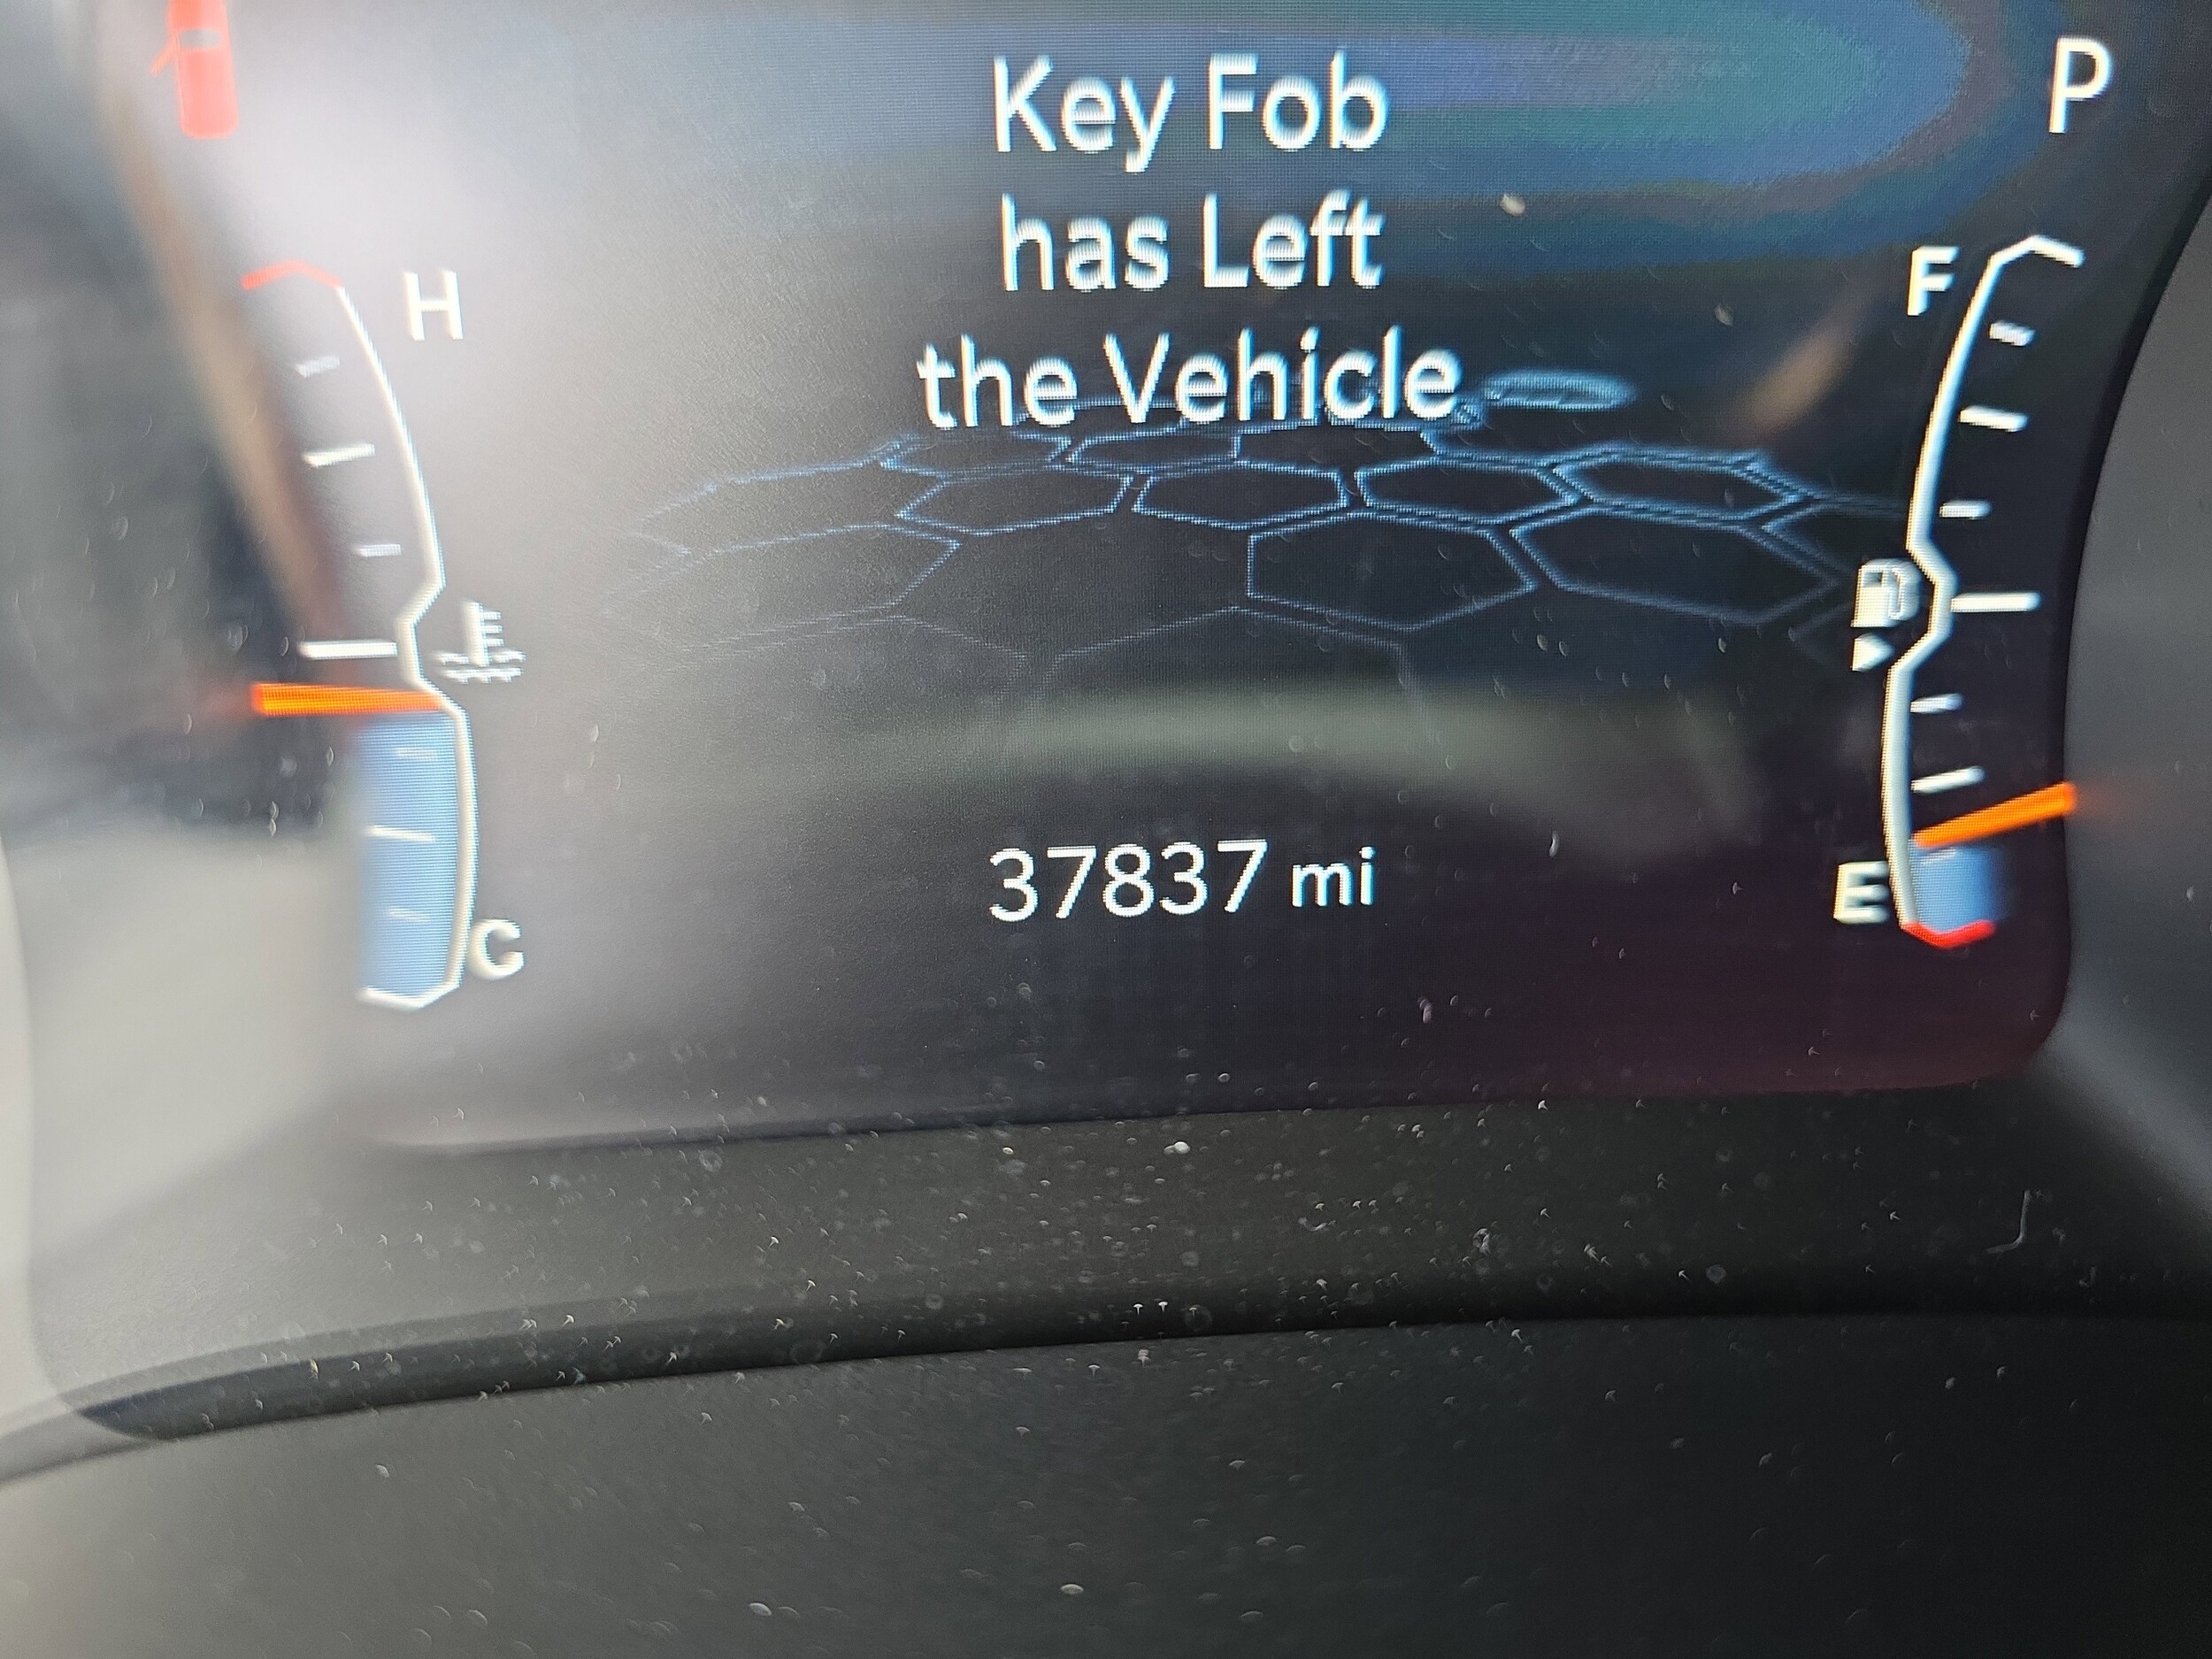 Key Fob
has Left
the Vehicle
P
H
F
37837 mi
E
C